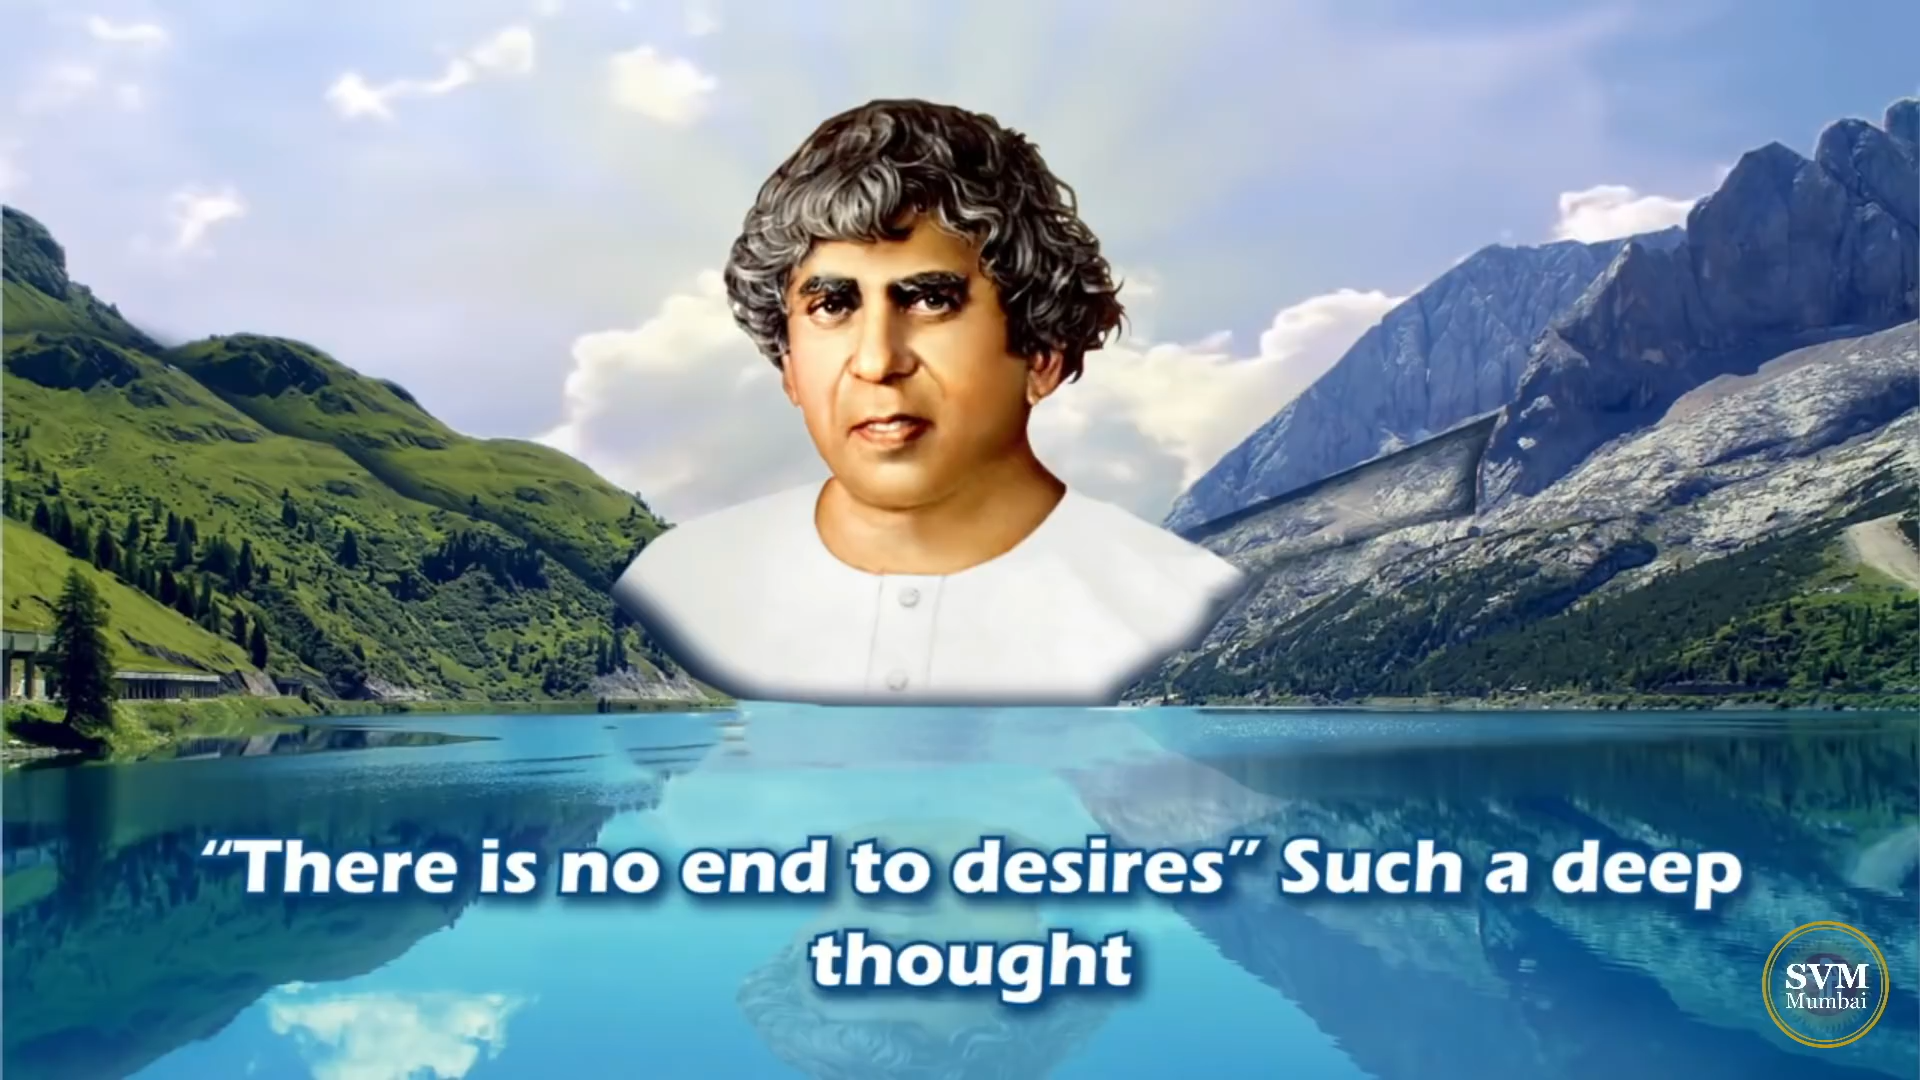 “There is no end to desires” Such a deep
thought
SVM
Mumbai